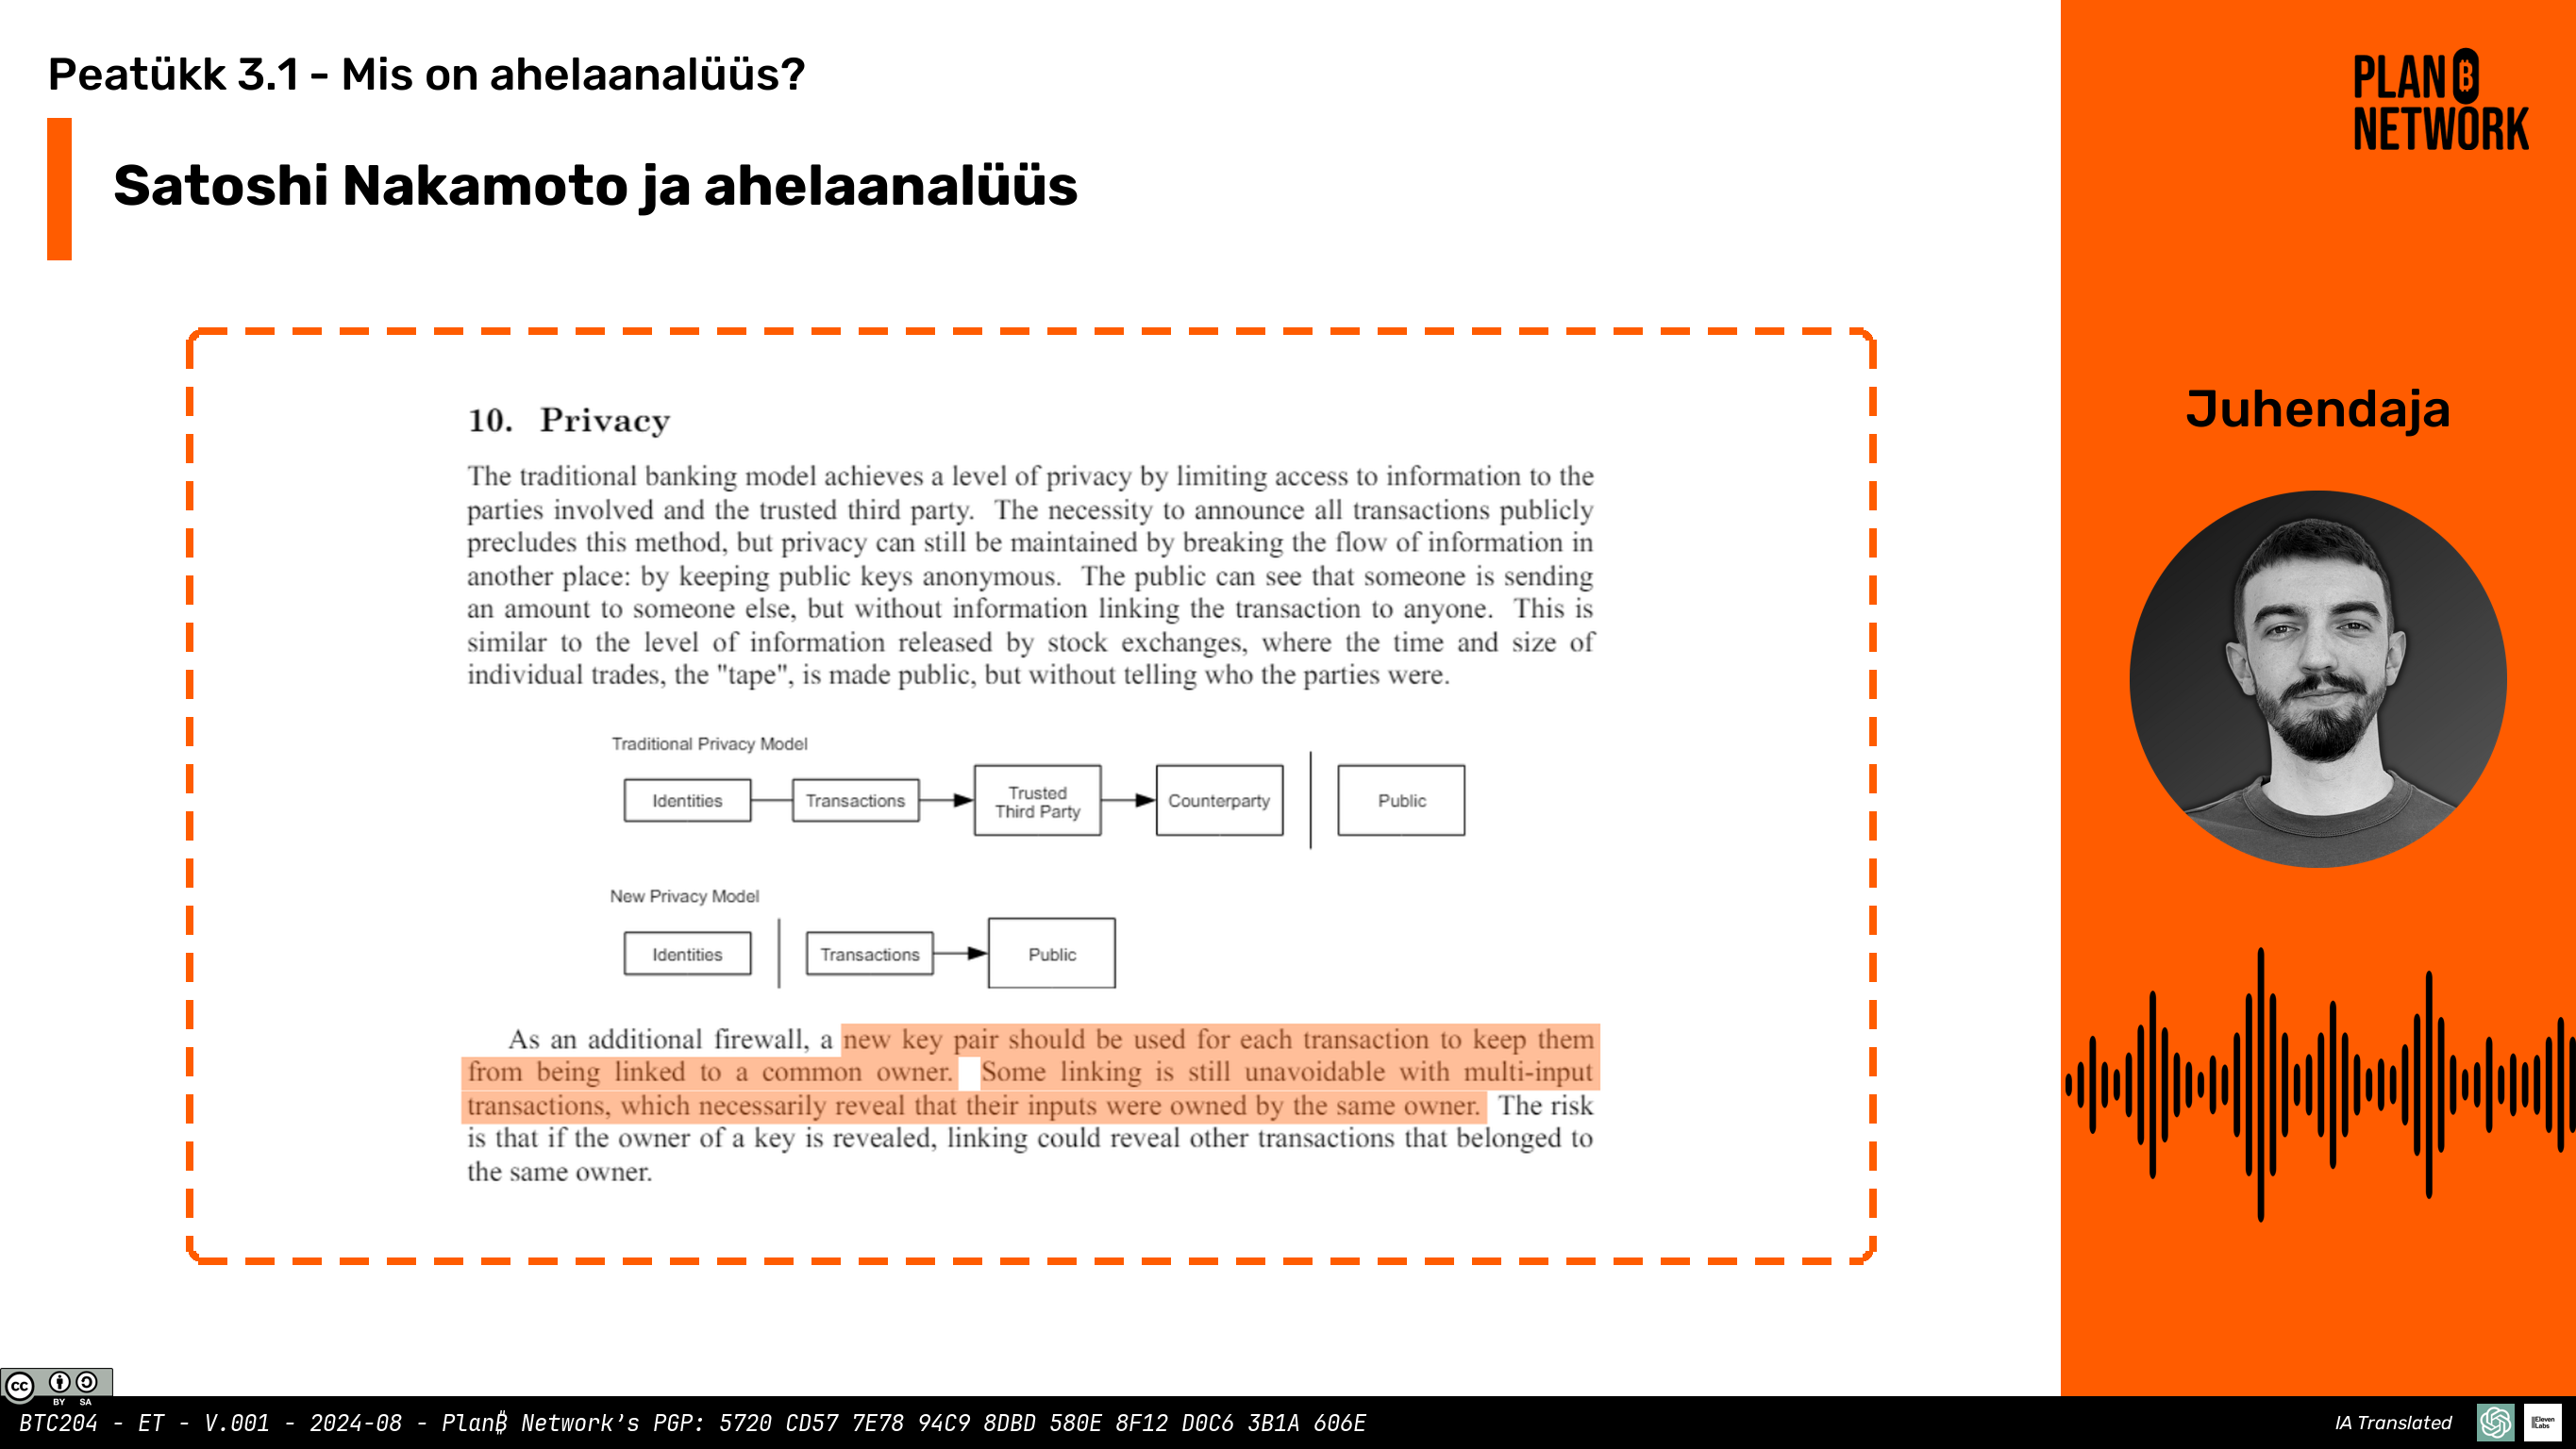 Peatükk 3.1 - Mis on ahelaanalüüs?
Satoshi Nakamoto ja ahelaanalüüs
PLAN B
NETWORK
Juhendaja
10. Privacy
The traditional banking model achieves a level of privacy by limiting access to information to the
parties involved and the trusted third party. The necessity to announce all transactions publicly
precludes this method, but privacy can still be maintained by breaking the flow of information in
another place: by keeping public keys anonymous. The public can see that someone is sending
an amount to someone else, but without information linking the transaction to anyone. This is
similar to the level of information released by stock exchanges, where the time and size of
individual trades, the "tape", is made public, but without telling who the parties were.
Traditional Privacy Model
Identities
Transactions
Trusted
Third Party
Counterparty
Public
New Privacy Model
Identities
Transactions
Public
As an additional firewall, a new key pair should be used for each transaction to keep them
from being linked to a common owner. Some linking is still unavoidable with multi-input
transactions, which necessarily reveal that their inputs were owned by the same owner. The risk
is that if the owner of a key is revealed, linking could reveal other transactions that belonged to
the same owner.
cc
BY SA
BTC204 - ET - V.001 - 2024-08 - Plan₿ Network's PGP: 5720 CD57 7E78 94C9 8DBD 580E 8F12 D0C6 3B1A 606E
IA Translated
IIEleven
Labs